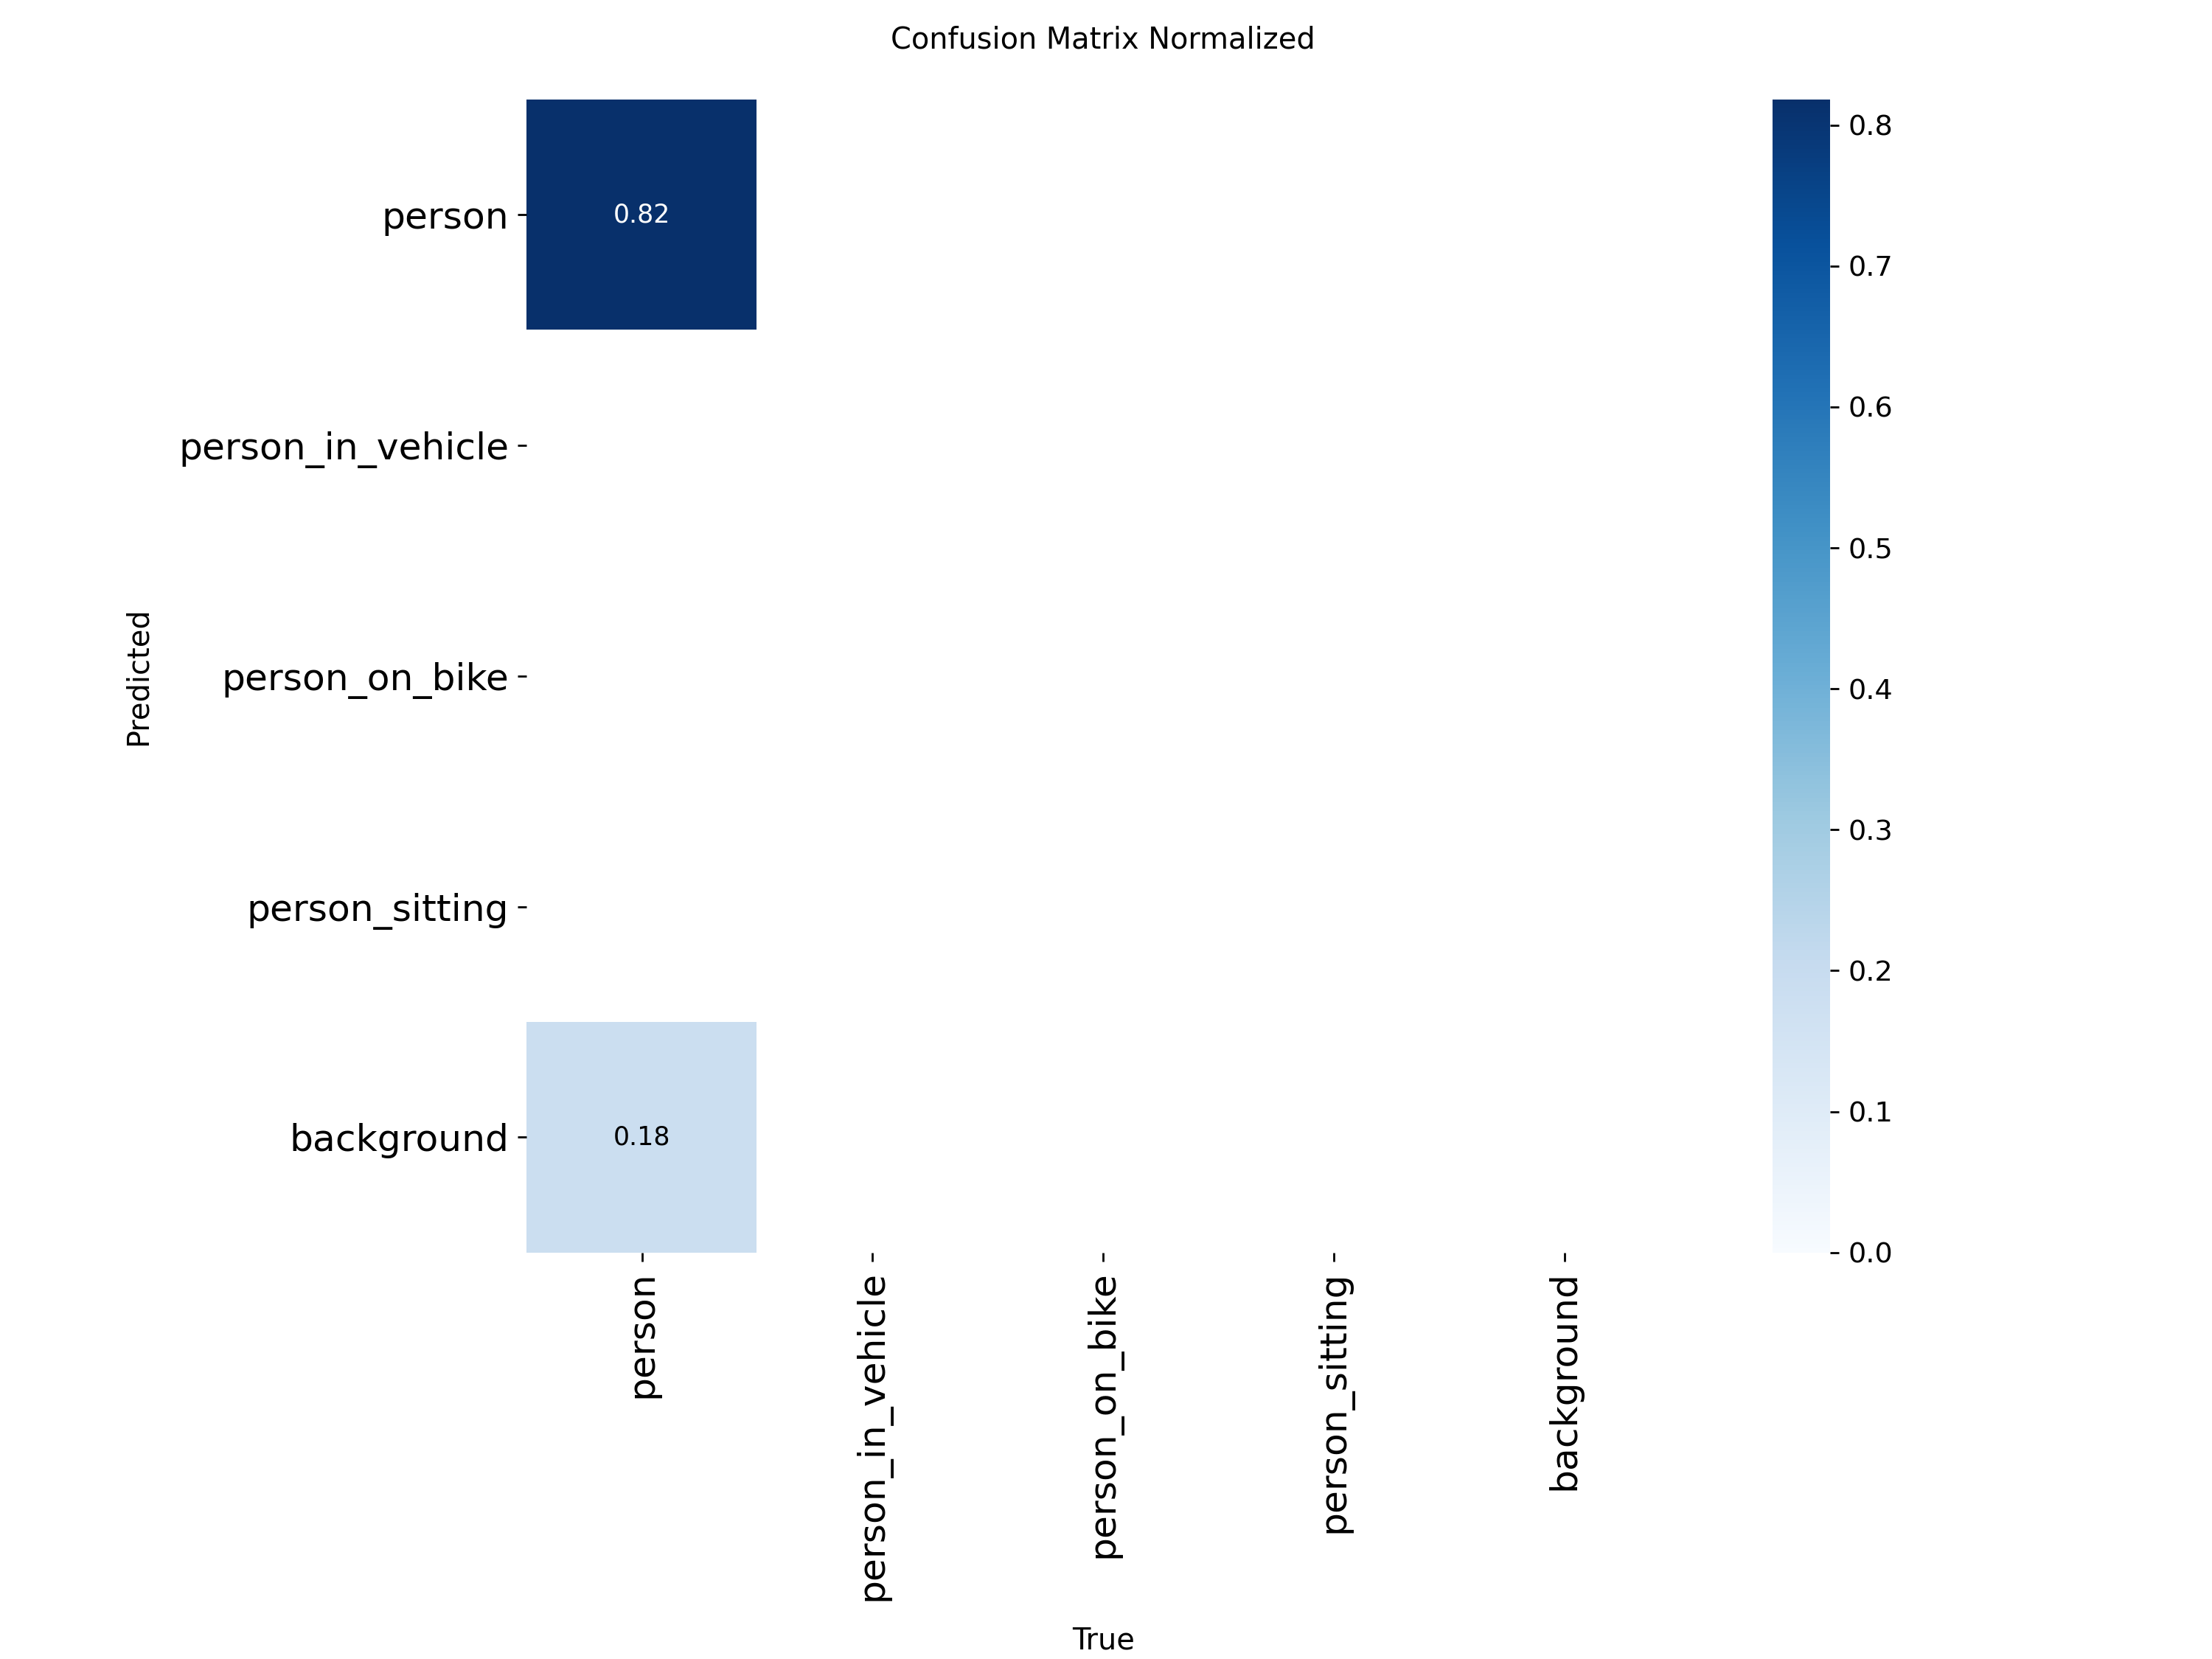 Confusion Matrix Normalized
person
0.82
person_in_vehicle
person_on_bike
person_sitting
background
0.18
Predicted
person
person_in_vehicle
person_on_bike
person_sitting
background
True
0.8
0.7
0.6
0.5
0.4
0.3
0.2
0.1
0.0